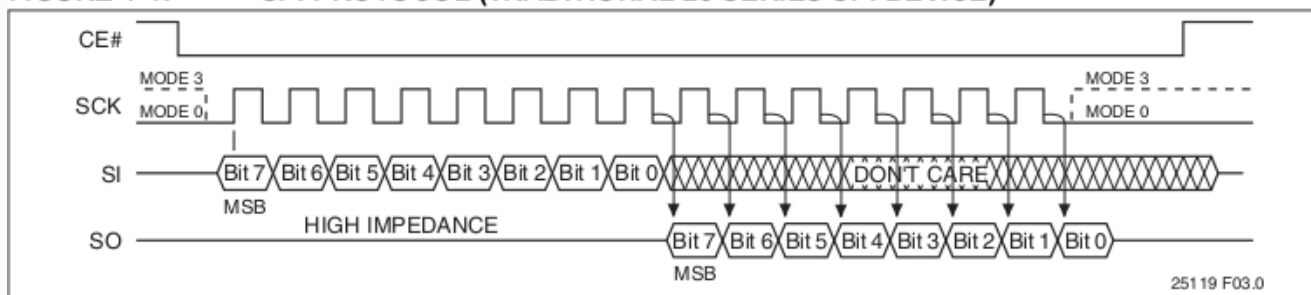 CE#
MODE 3
MODE 3
SCK
MODE 0
MODE 0
SI
Bit 7 Bit 6 Bit 5 Bit 4 Bit 3 Bit 2 Bit 1 Bit 0
DON'T CARE
MSB
HIGH IMPEDANCE
SO
Bit 7 Bit 6 Bit 5 Bit 4 Bit 3 Bit 2 Bit 1 Bit 0
MSB
25119 F03.0